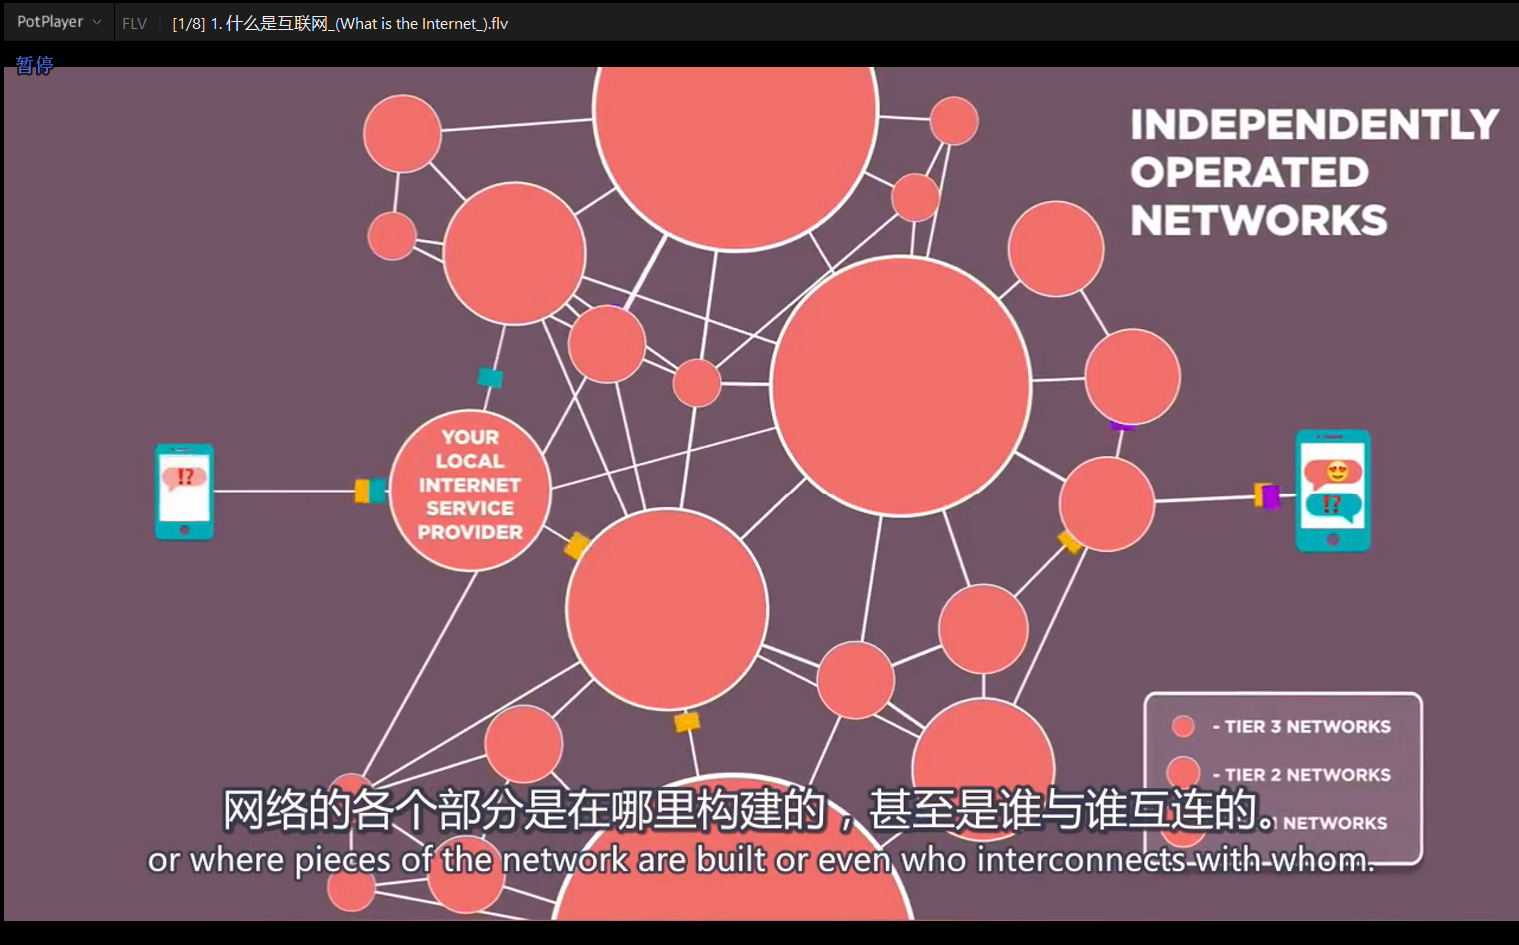 PotPlayer
FLV
[1/8] 1. 什么是互联网_(What is the Internet_).flv
暂停
INDEPENDENTLY
OPERATED
NETWORKS
YOUR
LOCAL
INTERNET
SERVICE
PROVIDER
!?
!?
- TIER 3 NETWORKS
- TIER 2 NETWORKS
1 NETWORKS
网络的各个部分是在哪里构建的，甚至是谁与谁互连的。
or where pieces of the network are built or even who interconnects with whom.